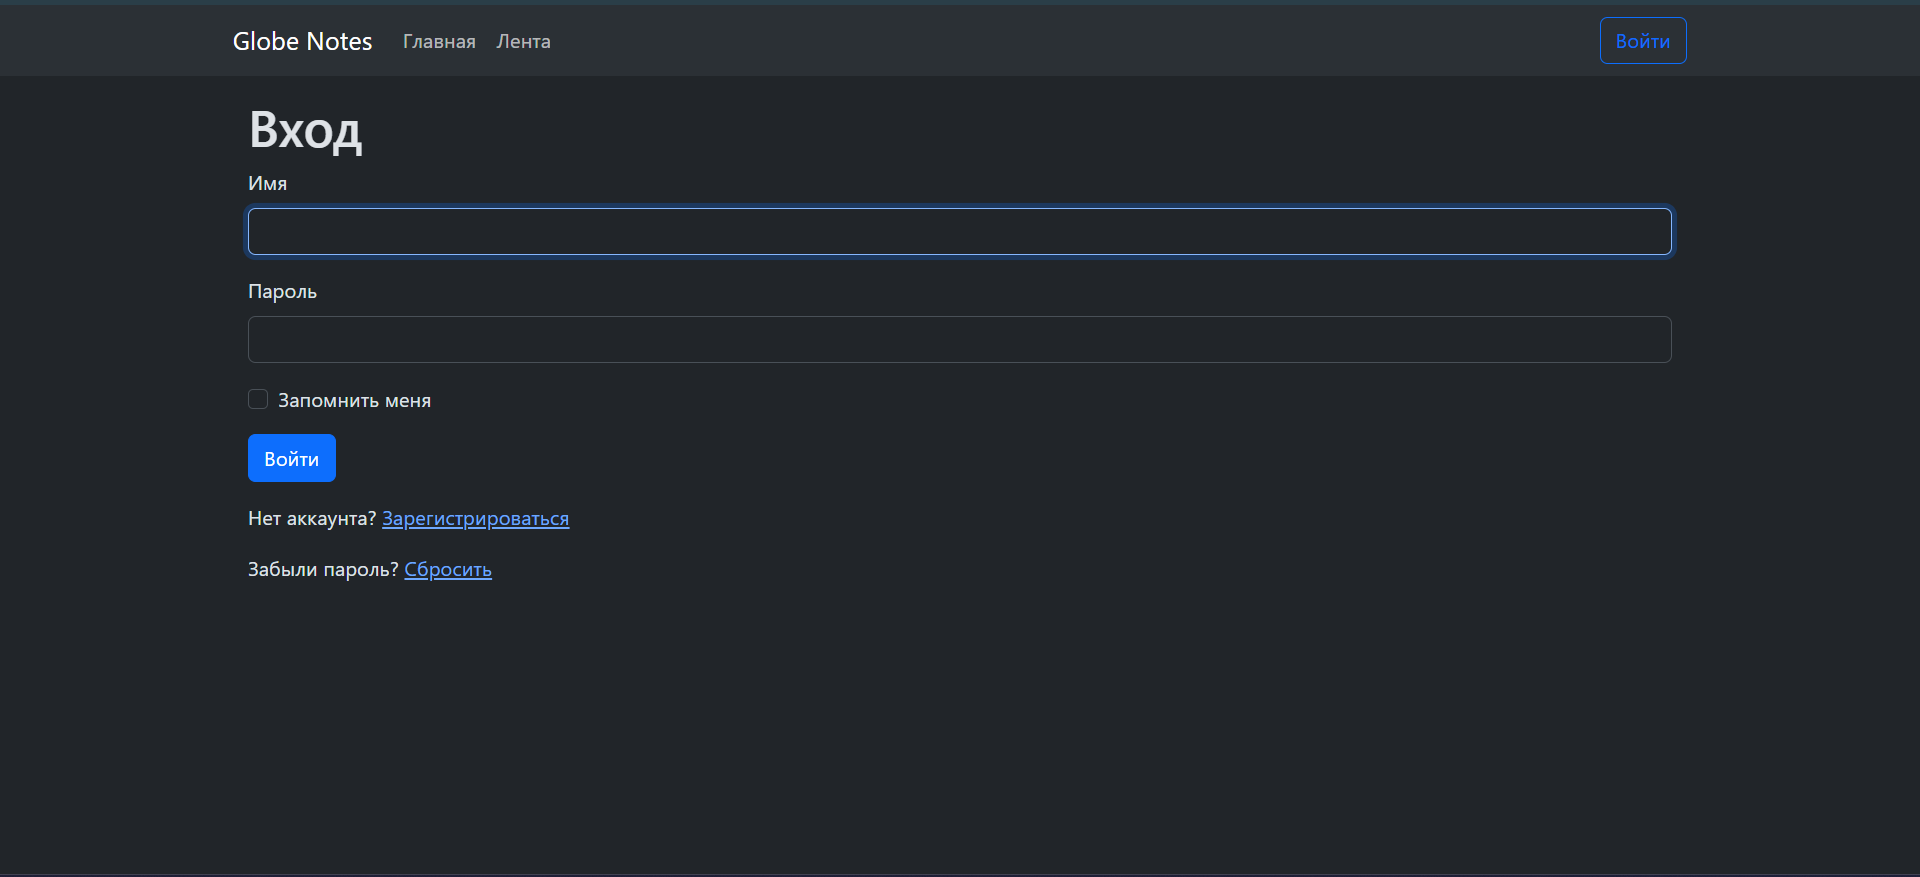 Globe Notes Главная Лента Войти
Вход
Имя
Пароль
Запомнить меня
Войти
Нет аккаунта? Зарегистрироваться
Забыли пароль? Сбросить